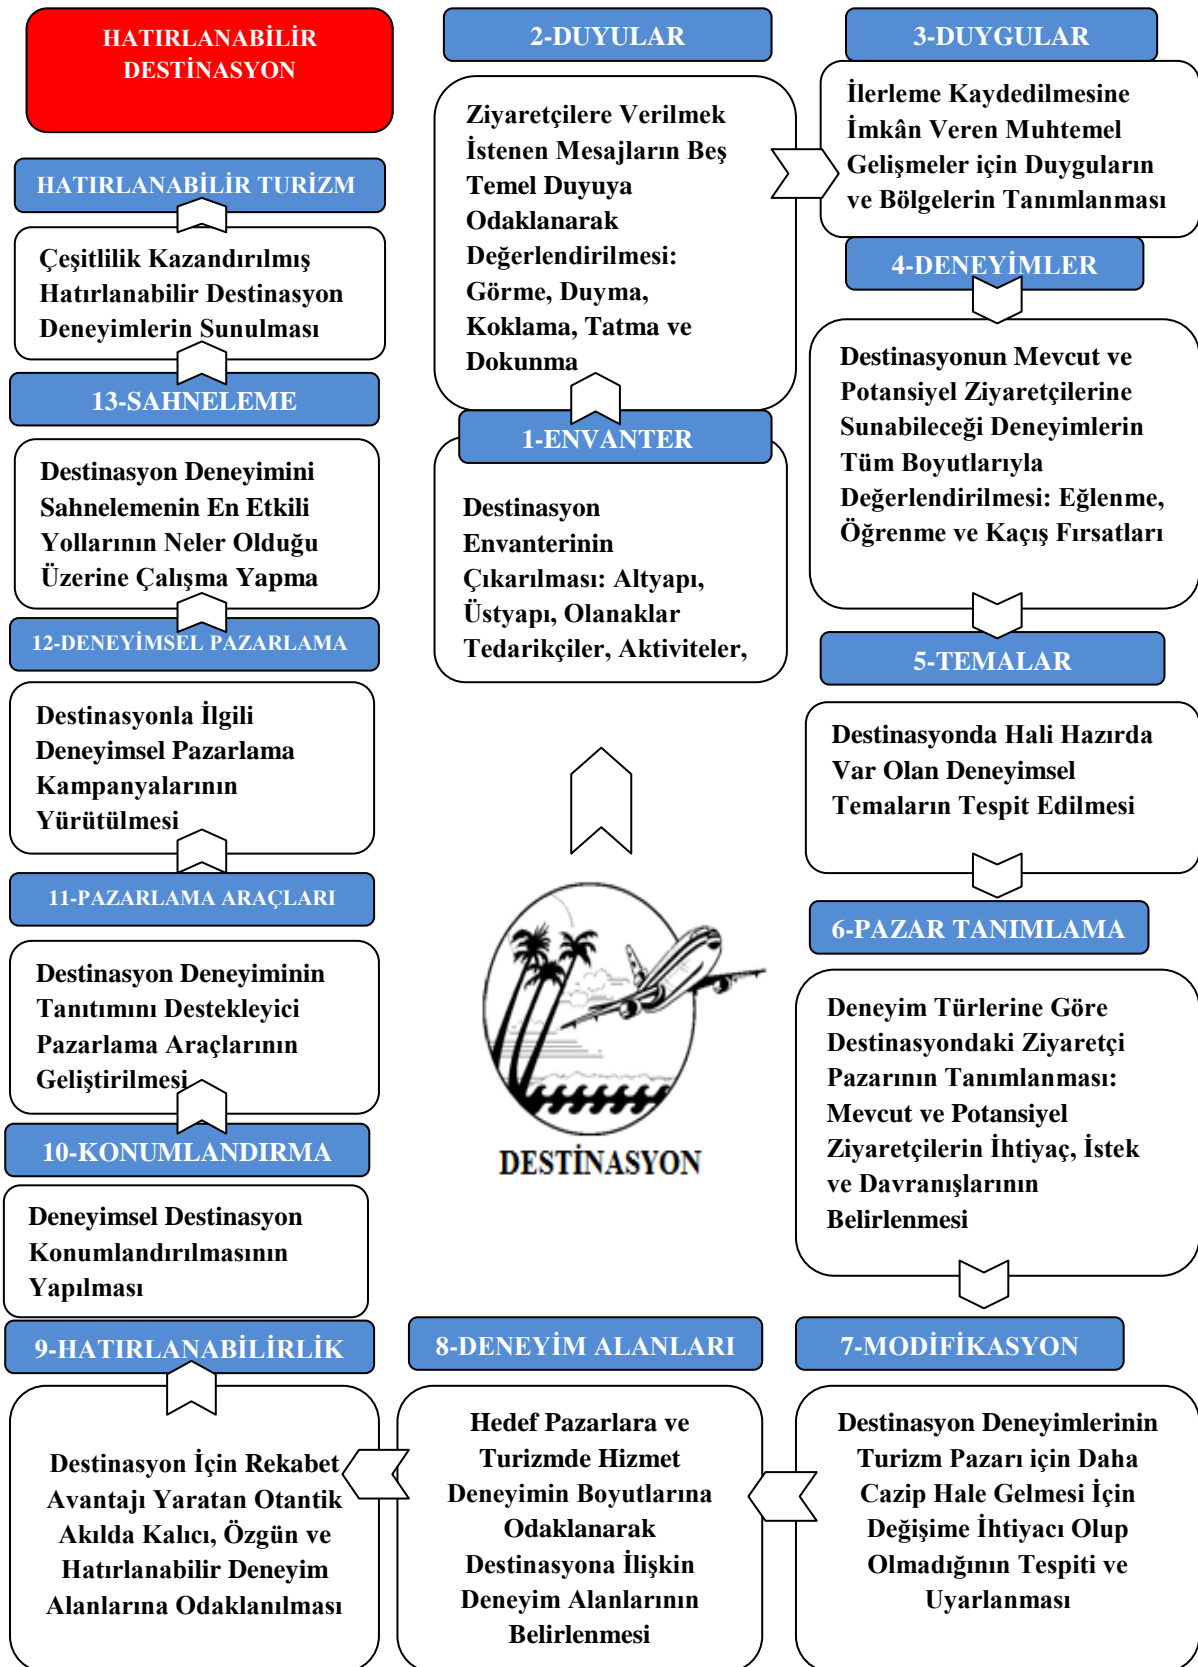 HATIRLANABİLİR
DESTİNASYON
HATIRLANABİLİR TURİZM
Çeşitlilik Kazandırılmış
Hatırlanabilir Destinasyon
Deneyimlerin Sunulması
13-SAHNELEME
Destinasyon Deneyimini
Sahnelemenin En Etkili
Yollarının Neler Olduğu
Üzerine Çalışma Yapma
12-DENEYİMSEL PAZARLAMA
Destinasyonla İlgili
Deneyimsel Pazarlama
Kampanyalarının
Yürütülmesi
11-PAZARLAMA ARAÇLARI
Destinasyon Deneyiminin
Tanıtımını Destekleyici
Pazarlama Araçlarının
Geliştirilmesi
10-KONUMLANDIRMA
Deneyimsel Destinasyon
Konumlandırılmasının
Yapılması
9-HATIRLANABİLİRLİK
Destinasyon İçin Rekabet
Avantajı Yaratan Otantik
Akılda Kalıcı, Özgün ve
Hatırlanabilir Deneyim
Alanlarına Odaklanılması
2-DUYULAR
Ziyaretçilere Verilmek
İstenen Mesajların Beş
Temel Duyuya
Odaklanarak
Değerlendirilmesi:
Görme, Duyma,
Koklama, Tatma ve
Dokunma
1-ENVANTER
Destinasyon
Envanterinin
Çıkarılması: Altyapı,
Üstyapı, Olanaklar
Tedarikçiler, Aktiviteler,
DESTİNASYON
8-DENEYİM ALANLARI
Hedef Pazarlara ve
Turizmde Hizmet
Deneyimin Boyutlarına
Odaklanarak
Destinasyona İlişkin
Deneyim Alanlarının
Belirlenmesi
3-DUYGULAR
İlerleme Kaydedilmesine
İmkân Veren Muhtemel
Gelişmeler için Duyguların
ve Bölgelerin Tanımlanması
4-DENEYİMLER
Destinasyonun Mevcut ve
Potansiyel Ziyaretçilerine
Sunabileceği Deneyimlerin
Tüm Boyutlarıyla
Değerlendirilmesi: Eğlenme,
Öğrenme ve Kaçış Fırsatları
5-TEMALAR
Destinasyonda Hali Hazırda
Var Olan Deneyimsel
Temaların Tespit Edilmesi
6-PAZAR TANIMLAMA
Deneyim Türlerine Göre
Destinasyondaki Ziyaretçi
Pazarının Tanımlanması:
Mevcut ve Potansiyel
Ziyaretçilerin İhtiyaç, İstek
ve Davranışlarının
Belirlenmesi
7-MODİFİKASYON
Destinasyon Deneyimlerinin
Turizm Pazarı için Daha
Cazip Hale Gelmesi İçin
Değişime İhtiyacı Olup
Olmadığının Tespiti ve
Uyarlanması